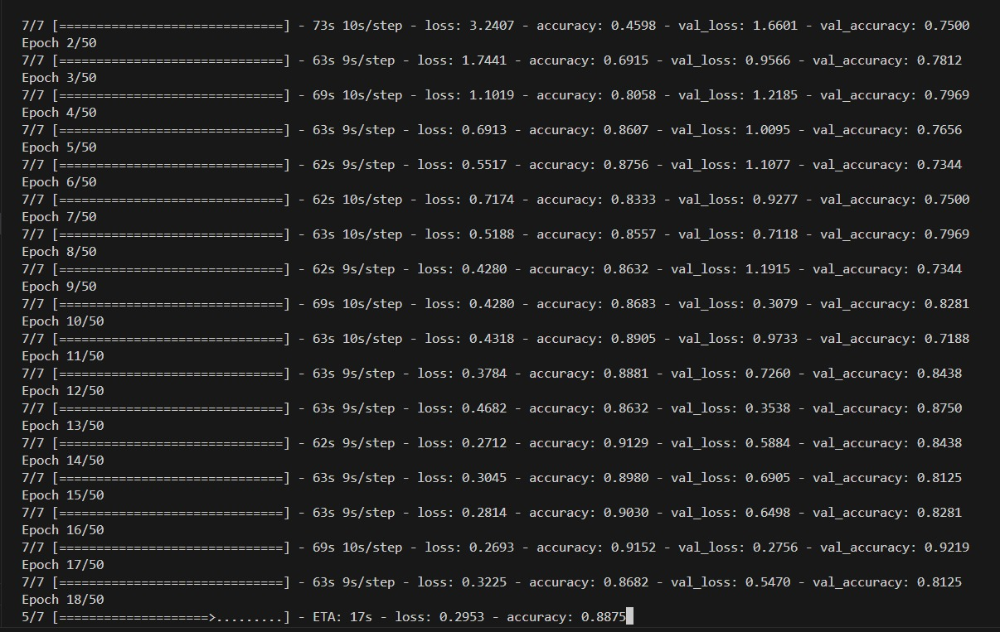 7/7 [==============================] - 73s 10s/step - loss: 3.2407 - accuracy: 0.4598 - val_loss: 1.6601 - val_accuracy: 0.7500
Epoch 2/50
7/7 [==============================] - 63s 9s/step - loss: 1.7441 - accuracy: 0.6915 - val_loss: 0.9566 - val_accuracy: 0.7812
Epoch 3/50
7/7 [==============================] - 69s 10s/step - loss: 1.1019 - accuracy: 0.8058 - val_loss: 1.2185 - val_accuracy: 0.7969
Epoch 4/50
7/7 [==============================] - 63s 9s/step - loss: 0.6913 - accuracy: 0.8607 - val_loss: 1.0095 - val_accuracy: 0.7656
Epoch 5/50
7/7 [==============================] - 62s 9s/step - loss: 0.5517 - accuracy: 0.8756 - val_loss: 1.1077 - val_accuracy: 0.7344
Epoch 6/50
7/7 [==============================] - 62s 10s/step - loss: 0.7174 - accuracy: 0.8333 - val_loss: 0.9277 - val_accuracy: 0.7500
Epoch 7/50
7/7 [==============================] - 63s 10s/step - loss: 0.5188 - accuracy: 0.8557 - val_loss: 0.7118 - val_accuracy: 0.7969
Epoch 8/50
7/7 [==============================] - 62s 9s/step - loss: 0.4280 - accuracy: 0.8632 - val_loss: 1.1915 - val_accuracy: 0.7344
Epoch 9/50
7/7 [==============================] - 69s 10s/step - loss: 0.4280 - accuracy: 0.8683 - val_loss: 0.3079 - val_accuracy: 0.8281
Epoch 10/50
7/7 [==============================] - 63s 10s/step - loss: 0.4318 - accuracy: 0.8905 - val_loss: 0.9733 - val_accuracy: 0.7188
Epoch 11/50
7/7 [==============================] - 63s 9s/step - loss: 0.3784 - accuracy: 0.8881 - val_loss: 0.7260 - val_accuracy: 0.8438
Epoch 12/50
7/7 [==============================] - 63s 9s/step - loss: 0.4682 - accuracy: 0.8632 - val_loss: 0.3538 - val_accuracy: 0.8750
Epoch 13/50
7/7 [==============================] - 62s 9s/step - loss: 0.2712 - accuracy: 0.9129 - val_loss: 0.5884 - val_accuracy: 0.8438
Epoch 14/50
7/7 [==============================] - 63s 9s/step - loss: 0.3045 - accuracy: 0.8980 - val_loss: 0.6905 - val_accuracy: 0.8125
Epoch 15/50
7/7 [==============================] - 63s 9s/step - loss: 0.2814 - accuracy: 0.9030 - val_loss: 0.6498 - val_accuracy: 0.8281
Epoch 16/50
7/7 [==============================] - 69s 10s/step - loss: 0.2693 - accuracy: 0.9152 - val_loss: 0.2756 - val_accuracy: 0.9219
Epoch 17/50
7/7 [==============================] - 63s 9s/step - loss: 0.3225 - accuracy: 0.8682 - val_loss: 0.5470 - val_accuracy: 0.8125
Epoch 18/50
5/7 [====================>.........] - ETA: 17s - loss: 0.2953 - accuracy: 0.8875